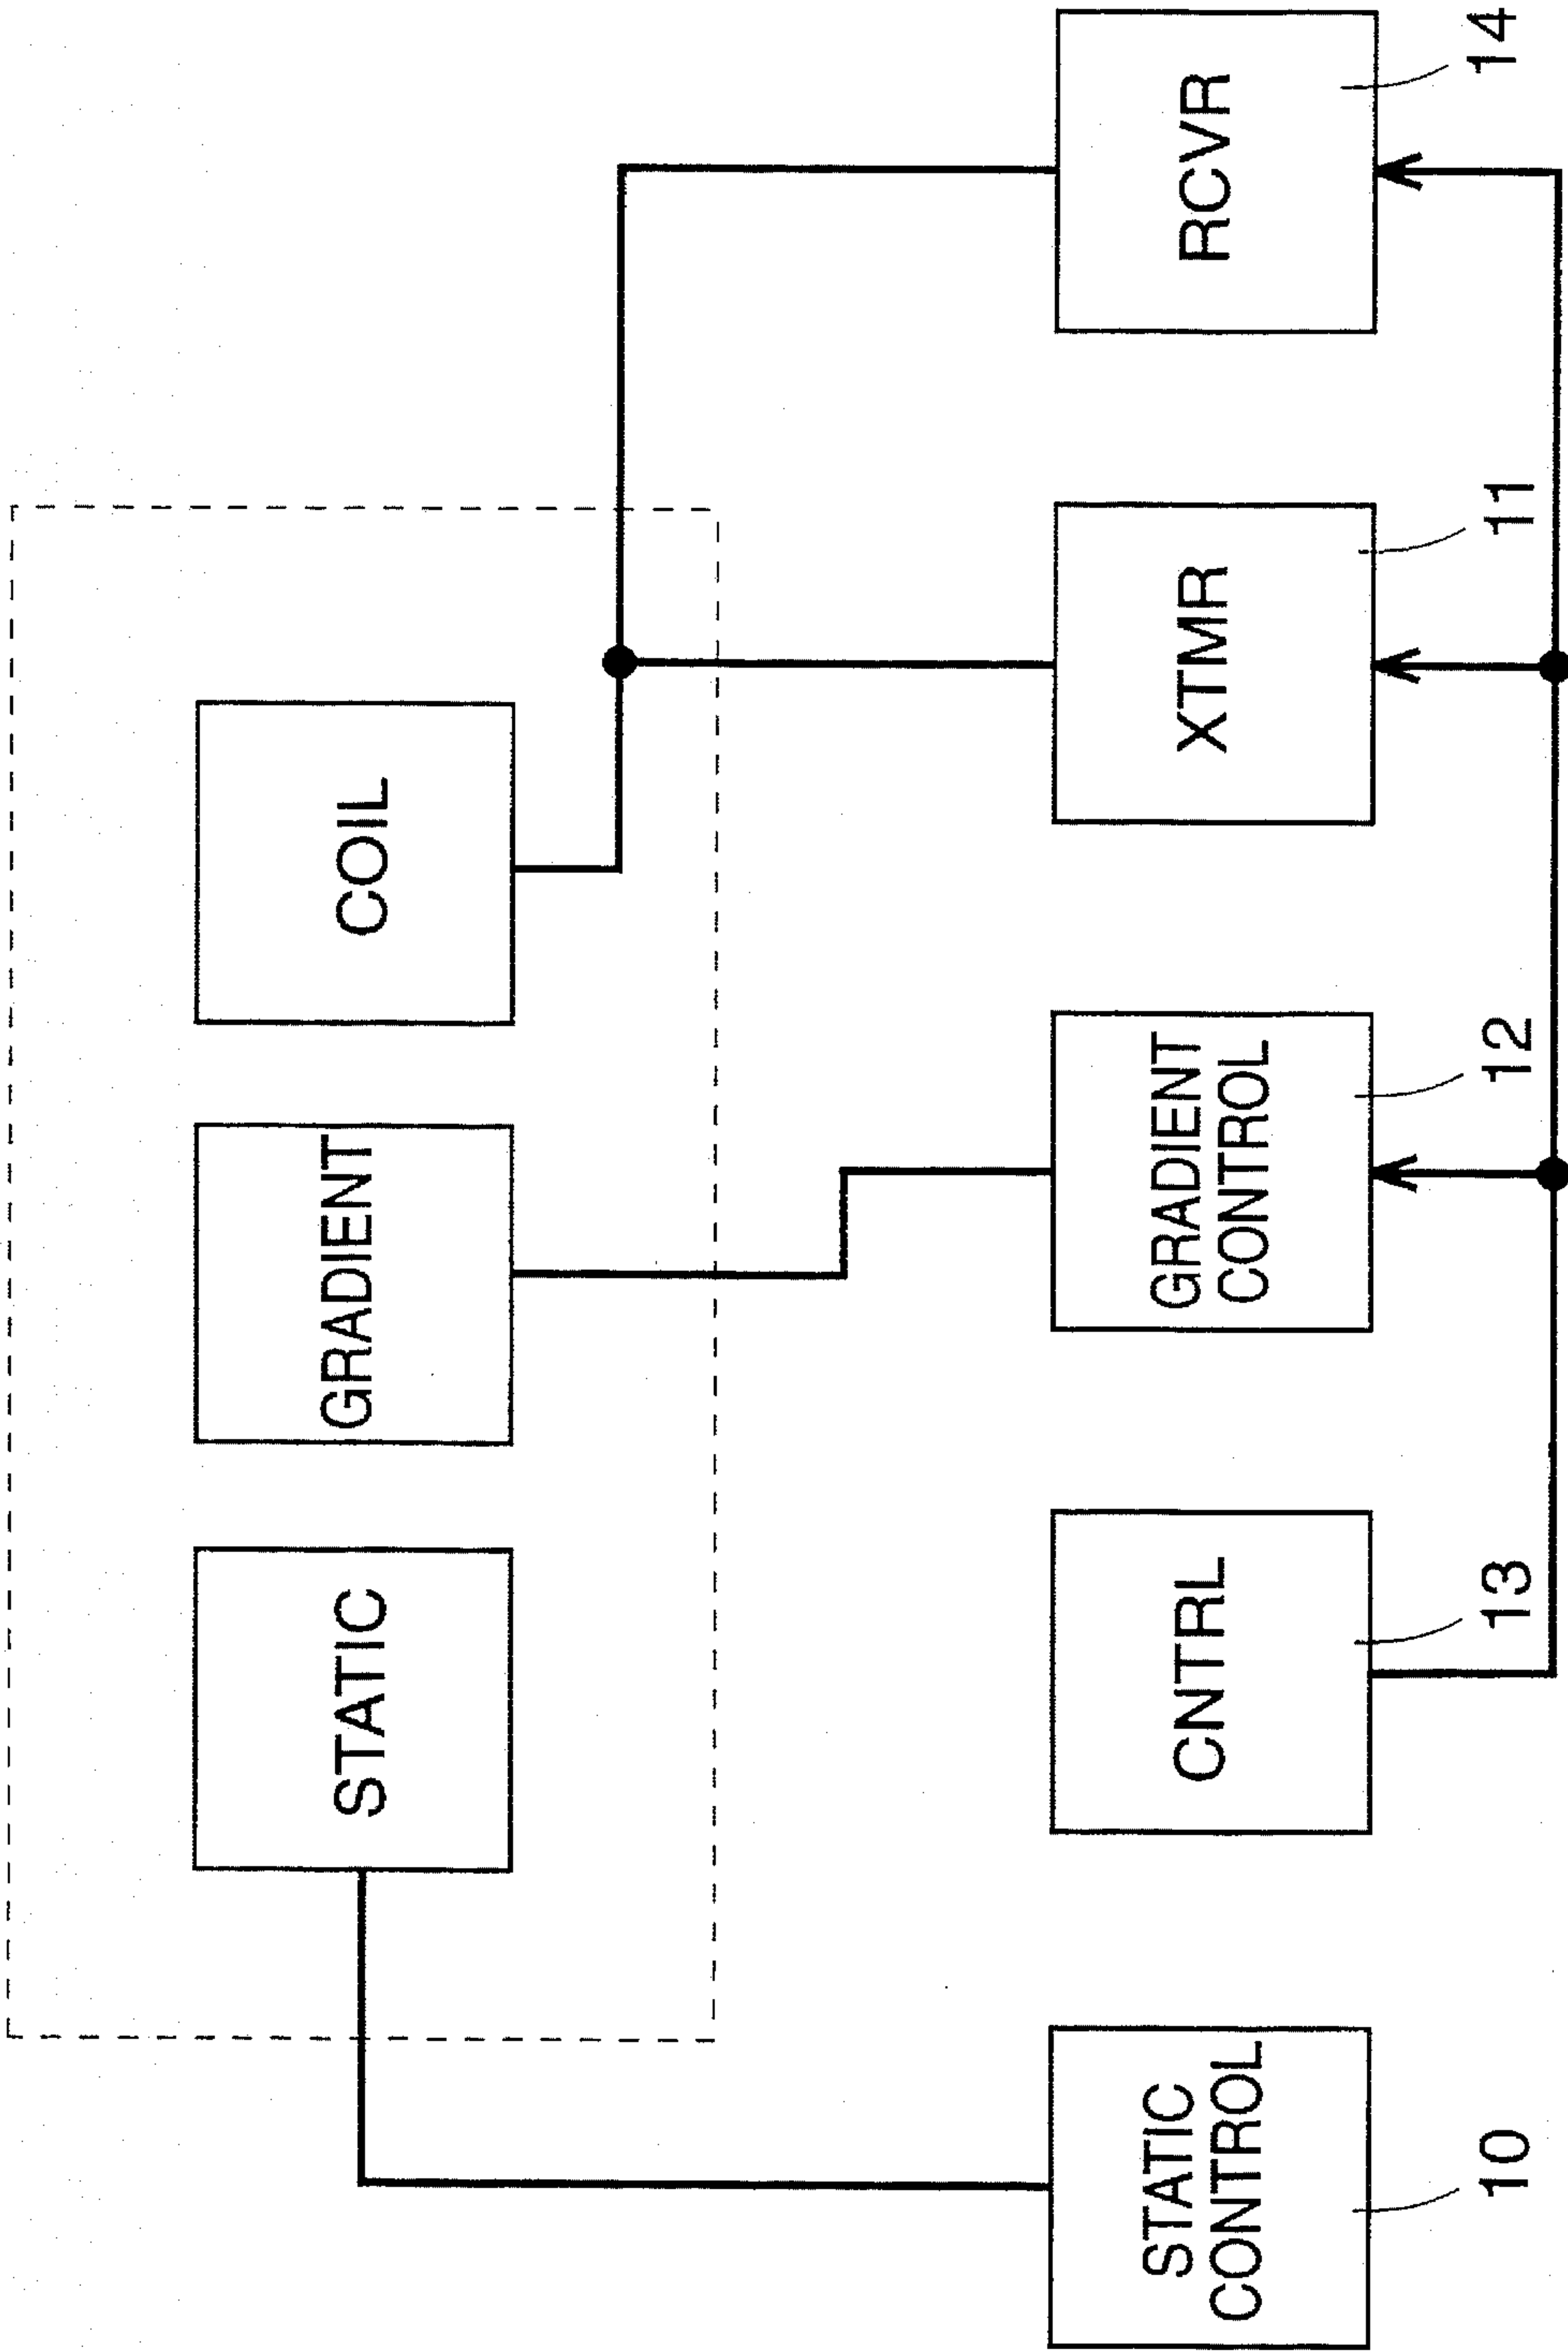 STATIC
GRADIENT
COIL
STATIC
CONTROL
10
CNTRL
13
GRADIENT
CONTROL
12
XTMR
11
RCVR
14